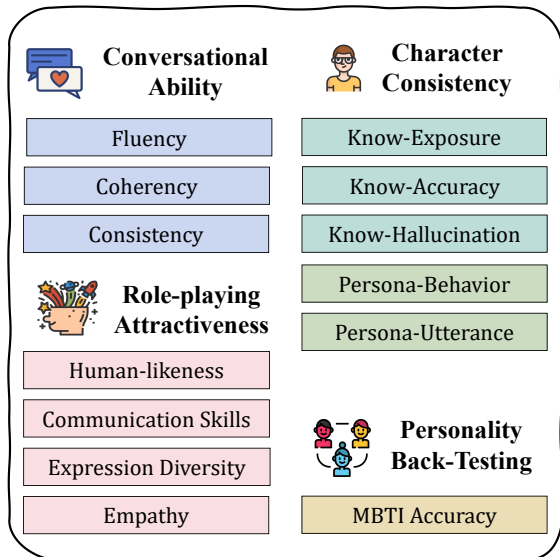 Conversational
Ability
Fluency
Coherency
Consistency
Role-playing
Attractiveness
Human-likeness
Communication Skills
Expression Diversity
Empathy
Character
Consistency
Know-Exposure
Know-Accuracy
Know-Hallucination
Persona-Behavior
Persona-Utterance
Personality
Back-Testing
MBTI Accuracy